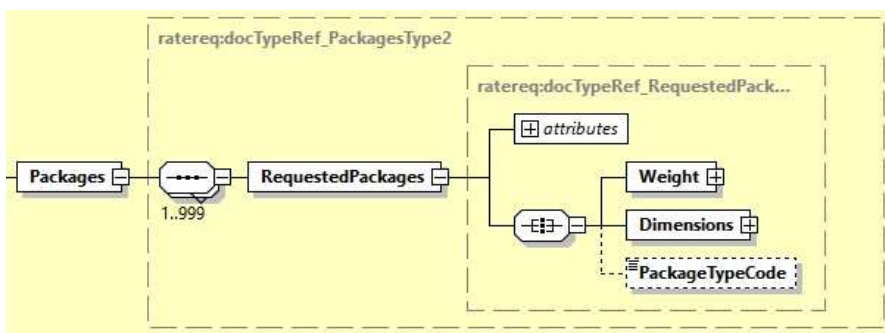 ratereq:docTypeRef_PackagesType2
ratereq:docTypeRef_RequestedPack...
attributes
Packages
RequestedPackages
Weight
1..999
Dimensions
PackageTypeCode